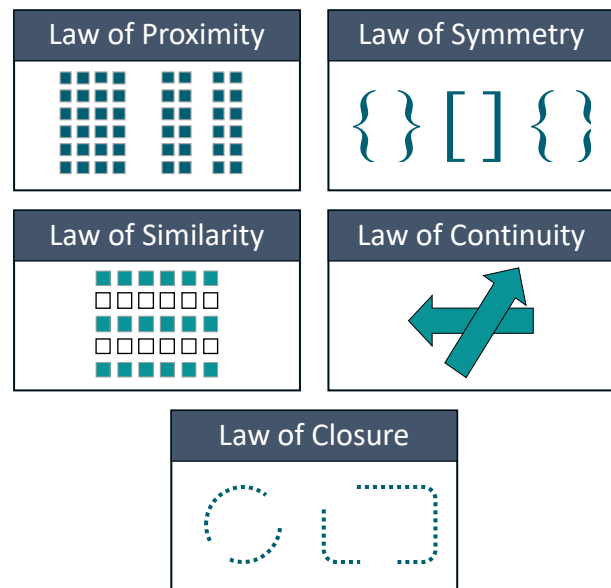 Law of Proximity
Law of Symmetry
{ } [ ] { }
Law of Similarity
Law of Continuity
Law of Closure